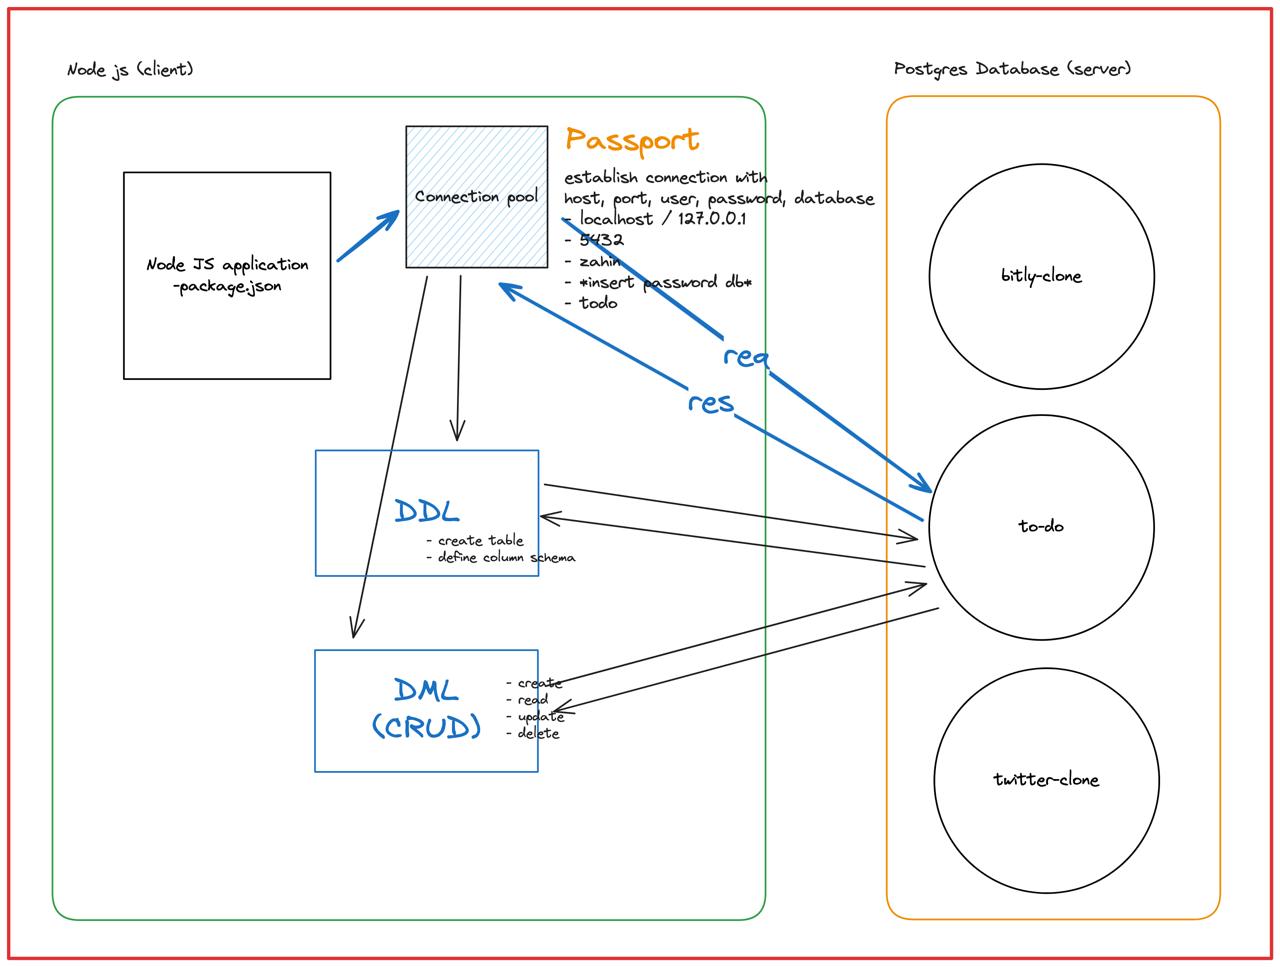 Node js (client)
Postgres Database (server)
Passport
establish connection with
host, port, user, password, database
- localhost / 127.0.0.1
- 5432
- zahin
- *insert password db*
- todo
Connection pool
Node JS application
-package.json
req
res
DDL
- create table
- define column schema
DML
(CRUD)
- create
- read
- update
- delete
bitly-clone
to-do
twitter-clone